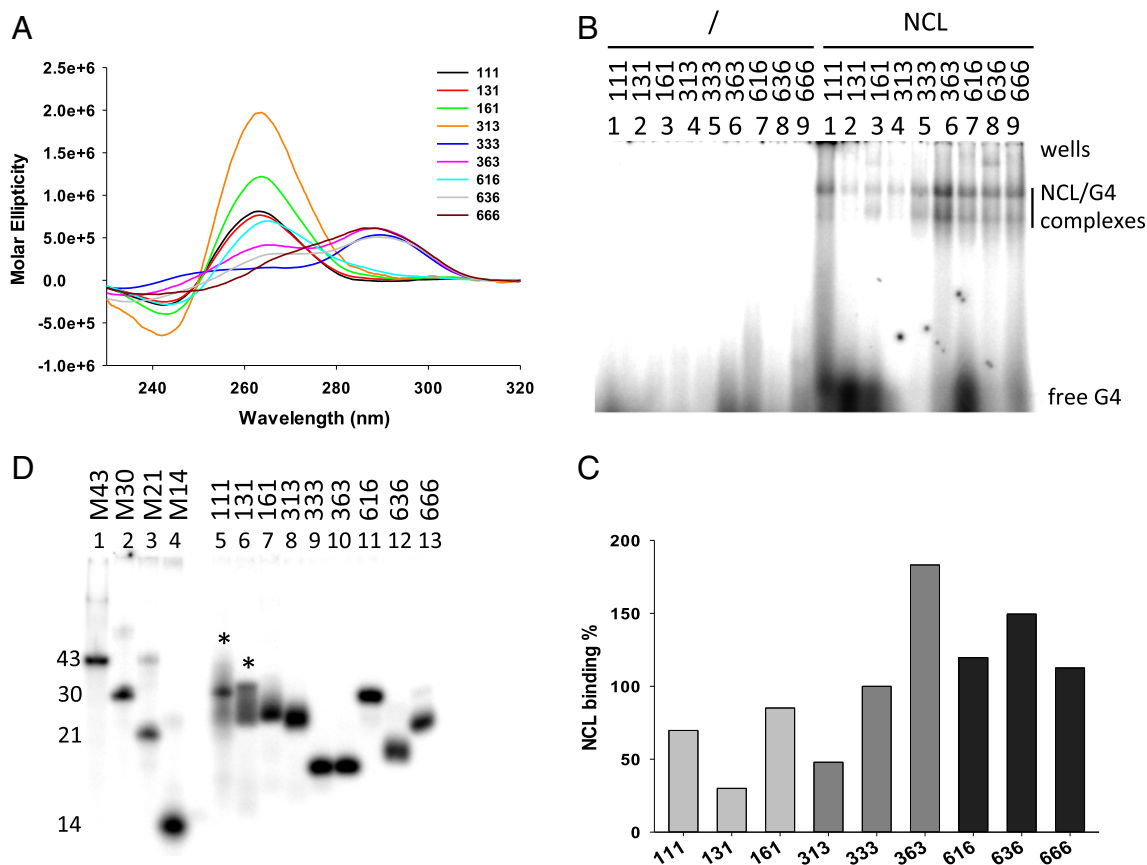 A
2.5e+6
2.0e+6
1.5e+6
1.0e+6
5.0e+5
0.0
-5.0e+5
-1.0e+6
Molar Ellipticity
240 260 280 300 320
Wavelength (nm)
111
131
161
313
333
363
616
636
666
B
/ NCL
111 131 161 313 333 363 616 636 666 111 131 161 313 333 363 616 636 666
1 2 3 4 5 6 7 8 9 1 2 3 4 5 6 7 8 9
wells
NCL/G4
complexes
free G4
D
M43 M30 M21 M14 111 131 161 313 333 363 616 636 666
1 2 3 4 5 6 7 8 9 10 11 12 13
* *
43
30
21
14
C
200
150
100
50
0
NCL binding %
111 131 161 313 333 363 616 636 666